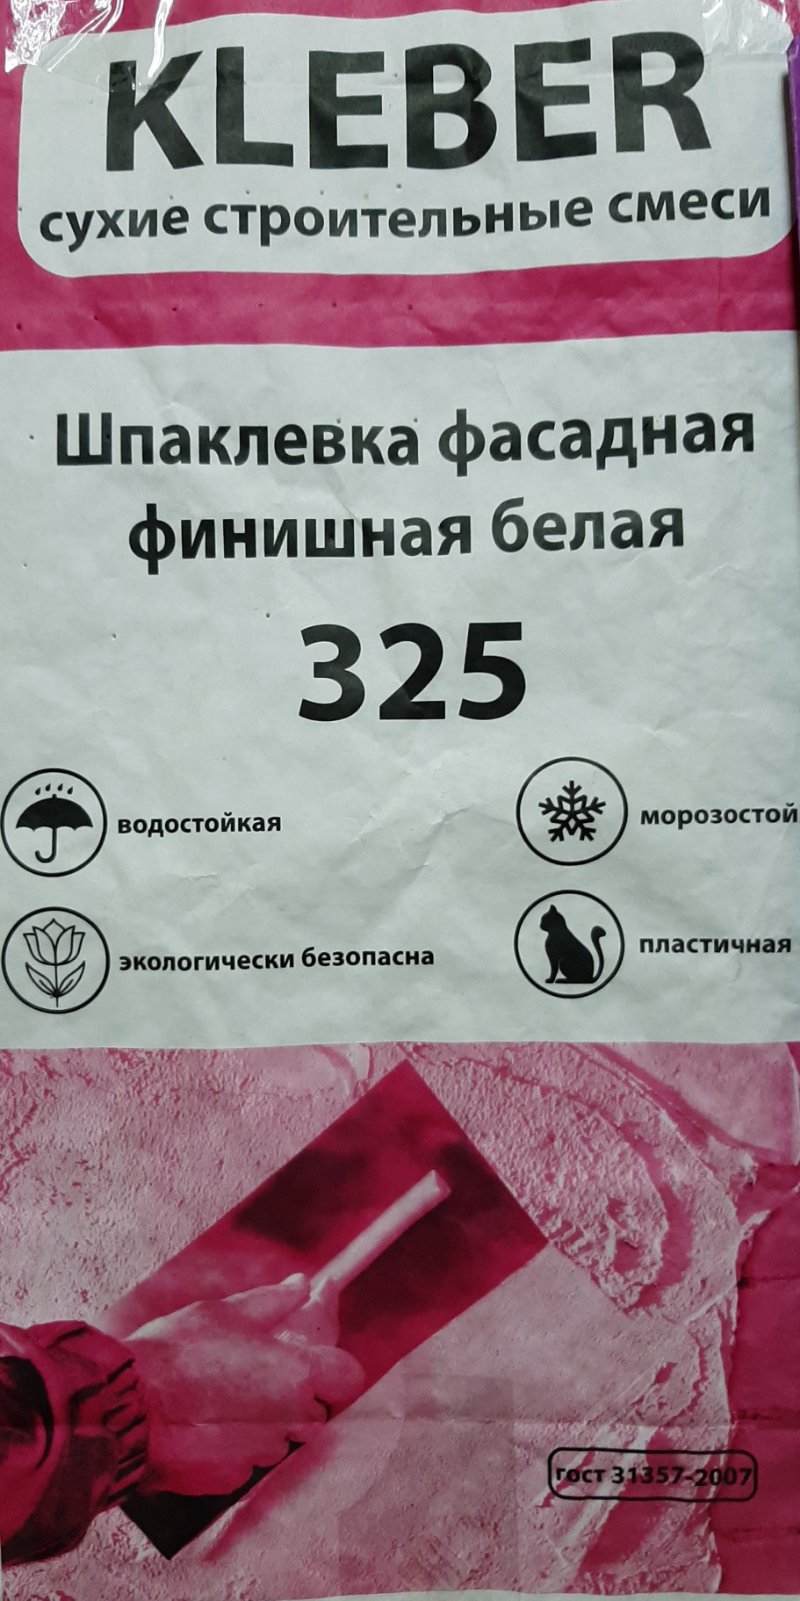 KLEBER
сухие строительные смеси
Шпаклевка фасадная
финишная белая
325
водостойкая
морозостой
экологически безопасна
пластичная
гост 31357-2007